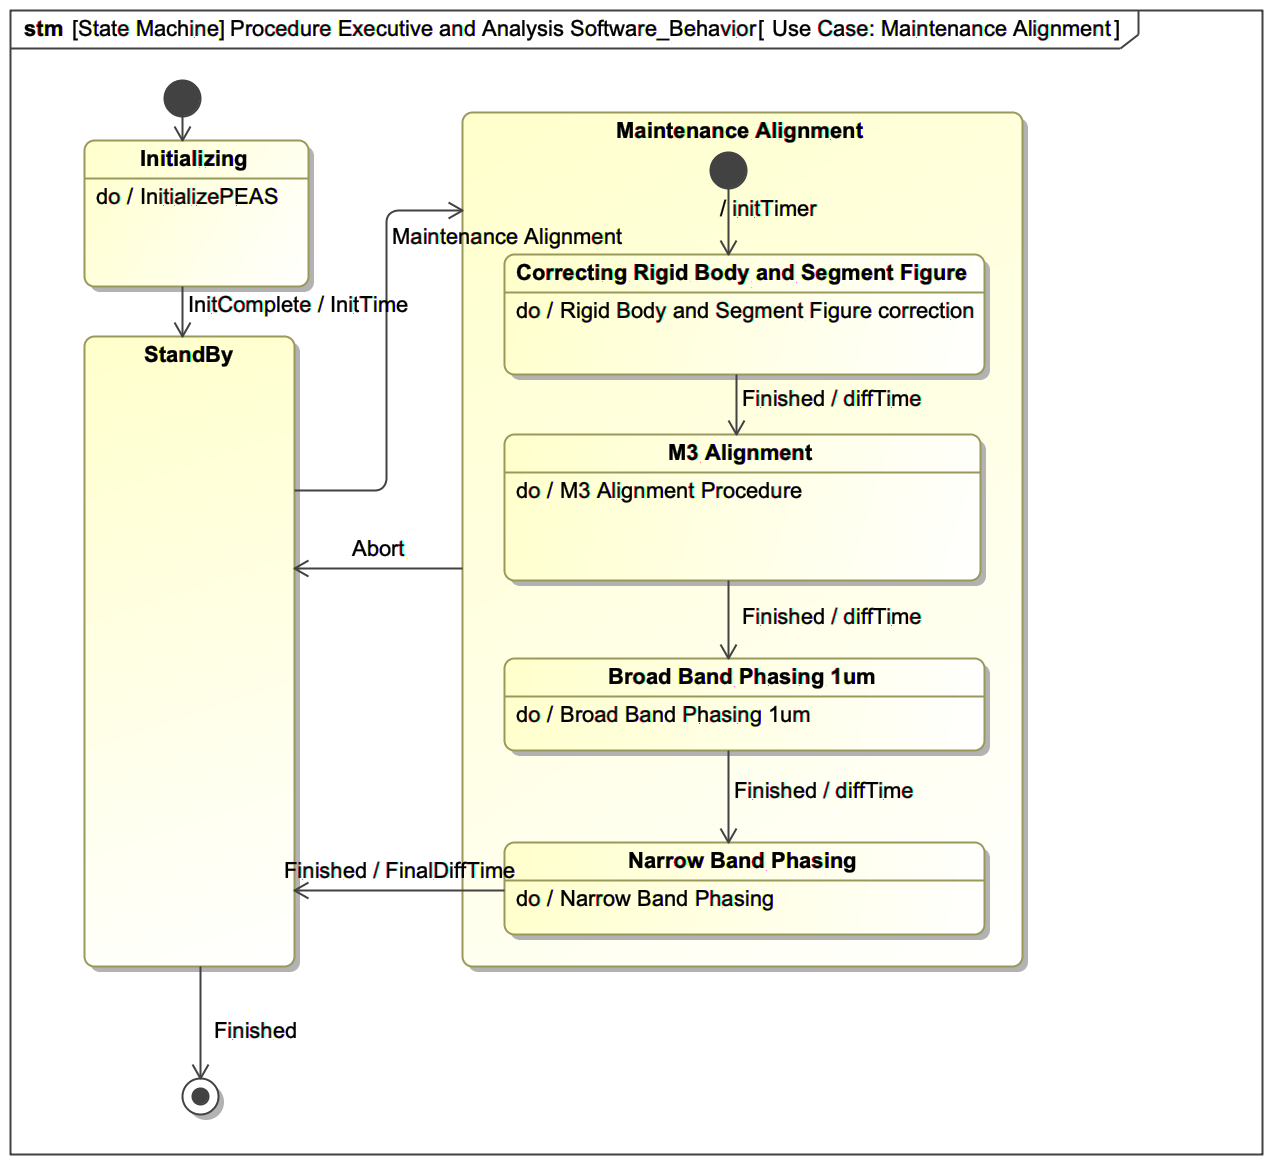 stm [State Machine] Procedure Executive and Analysis Software_Behavior[ Use Case: Maintenance Alignment]
Initializing
do / InitializePEAS
InitComplete / InitTime
StandBy
Maintenance Alignment
Maintenance Alignment
/ initTimer
Correcting Rigid Body and Segment Figure
do / Rigid Body and Segment Figure correction
Finished / diffTime
M3 Alignment
do / M3 Alignment Procedure
Abort
Finished / diffTime
Broad Band Phasing 1um
do / Broad Band Phasing 1um
Finished / diffTime
Narrow Band Phasing
do / Narrow Band Phasing
Finished / FinalDiffTime
Finished